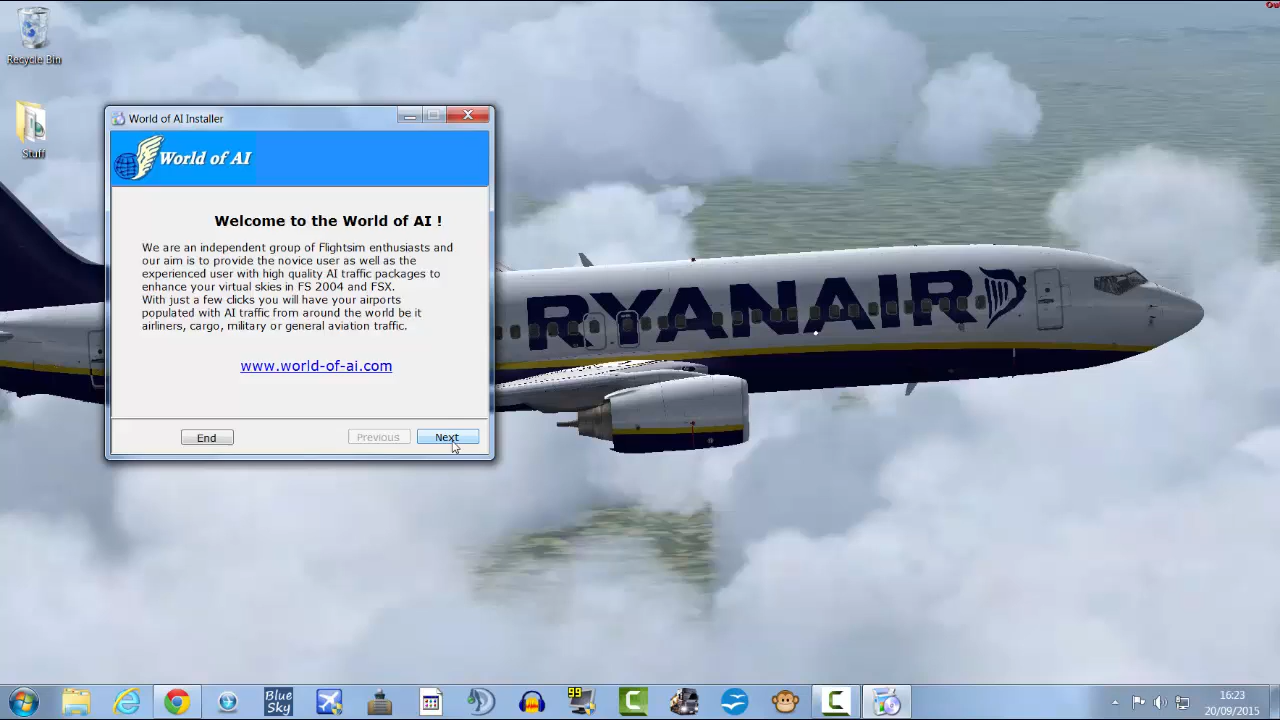 Recycle Bin
Stuff
World of AI Installer
World of AI
Welcome to the World of AI !
We are an independent group of Flightsim enthusiasts and
our aim is to provide the novice user as well as the
experienced user with high quality AI traffic packages to
enhance your virtual skies in FS 2004 and FSX.
With just a few clicks you will have your airports
populated with AI traffic from around the world be it
airliners, cargo, military or general aviation traffic.
www.world-of-ai.com
End
Previous
Next
RYANAIR
Blue
Sky
99
16:23
20/09/2015